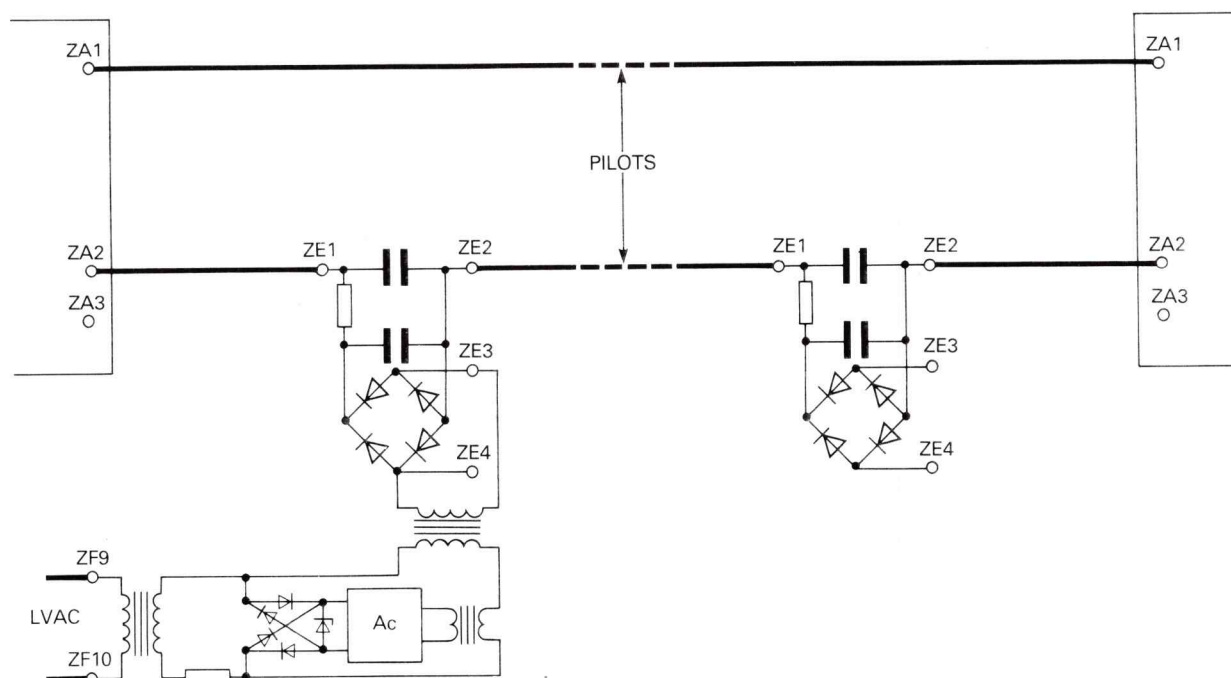 ZA1
ZA1
PILOTS
ZA2
ZE1
ZE2
ZE1
ZE2
ZA2
ZA3
ZA3
ZE3
ZE3
ZE4
ZE4
ZF9
LVAC
Ac
ZF10